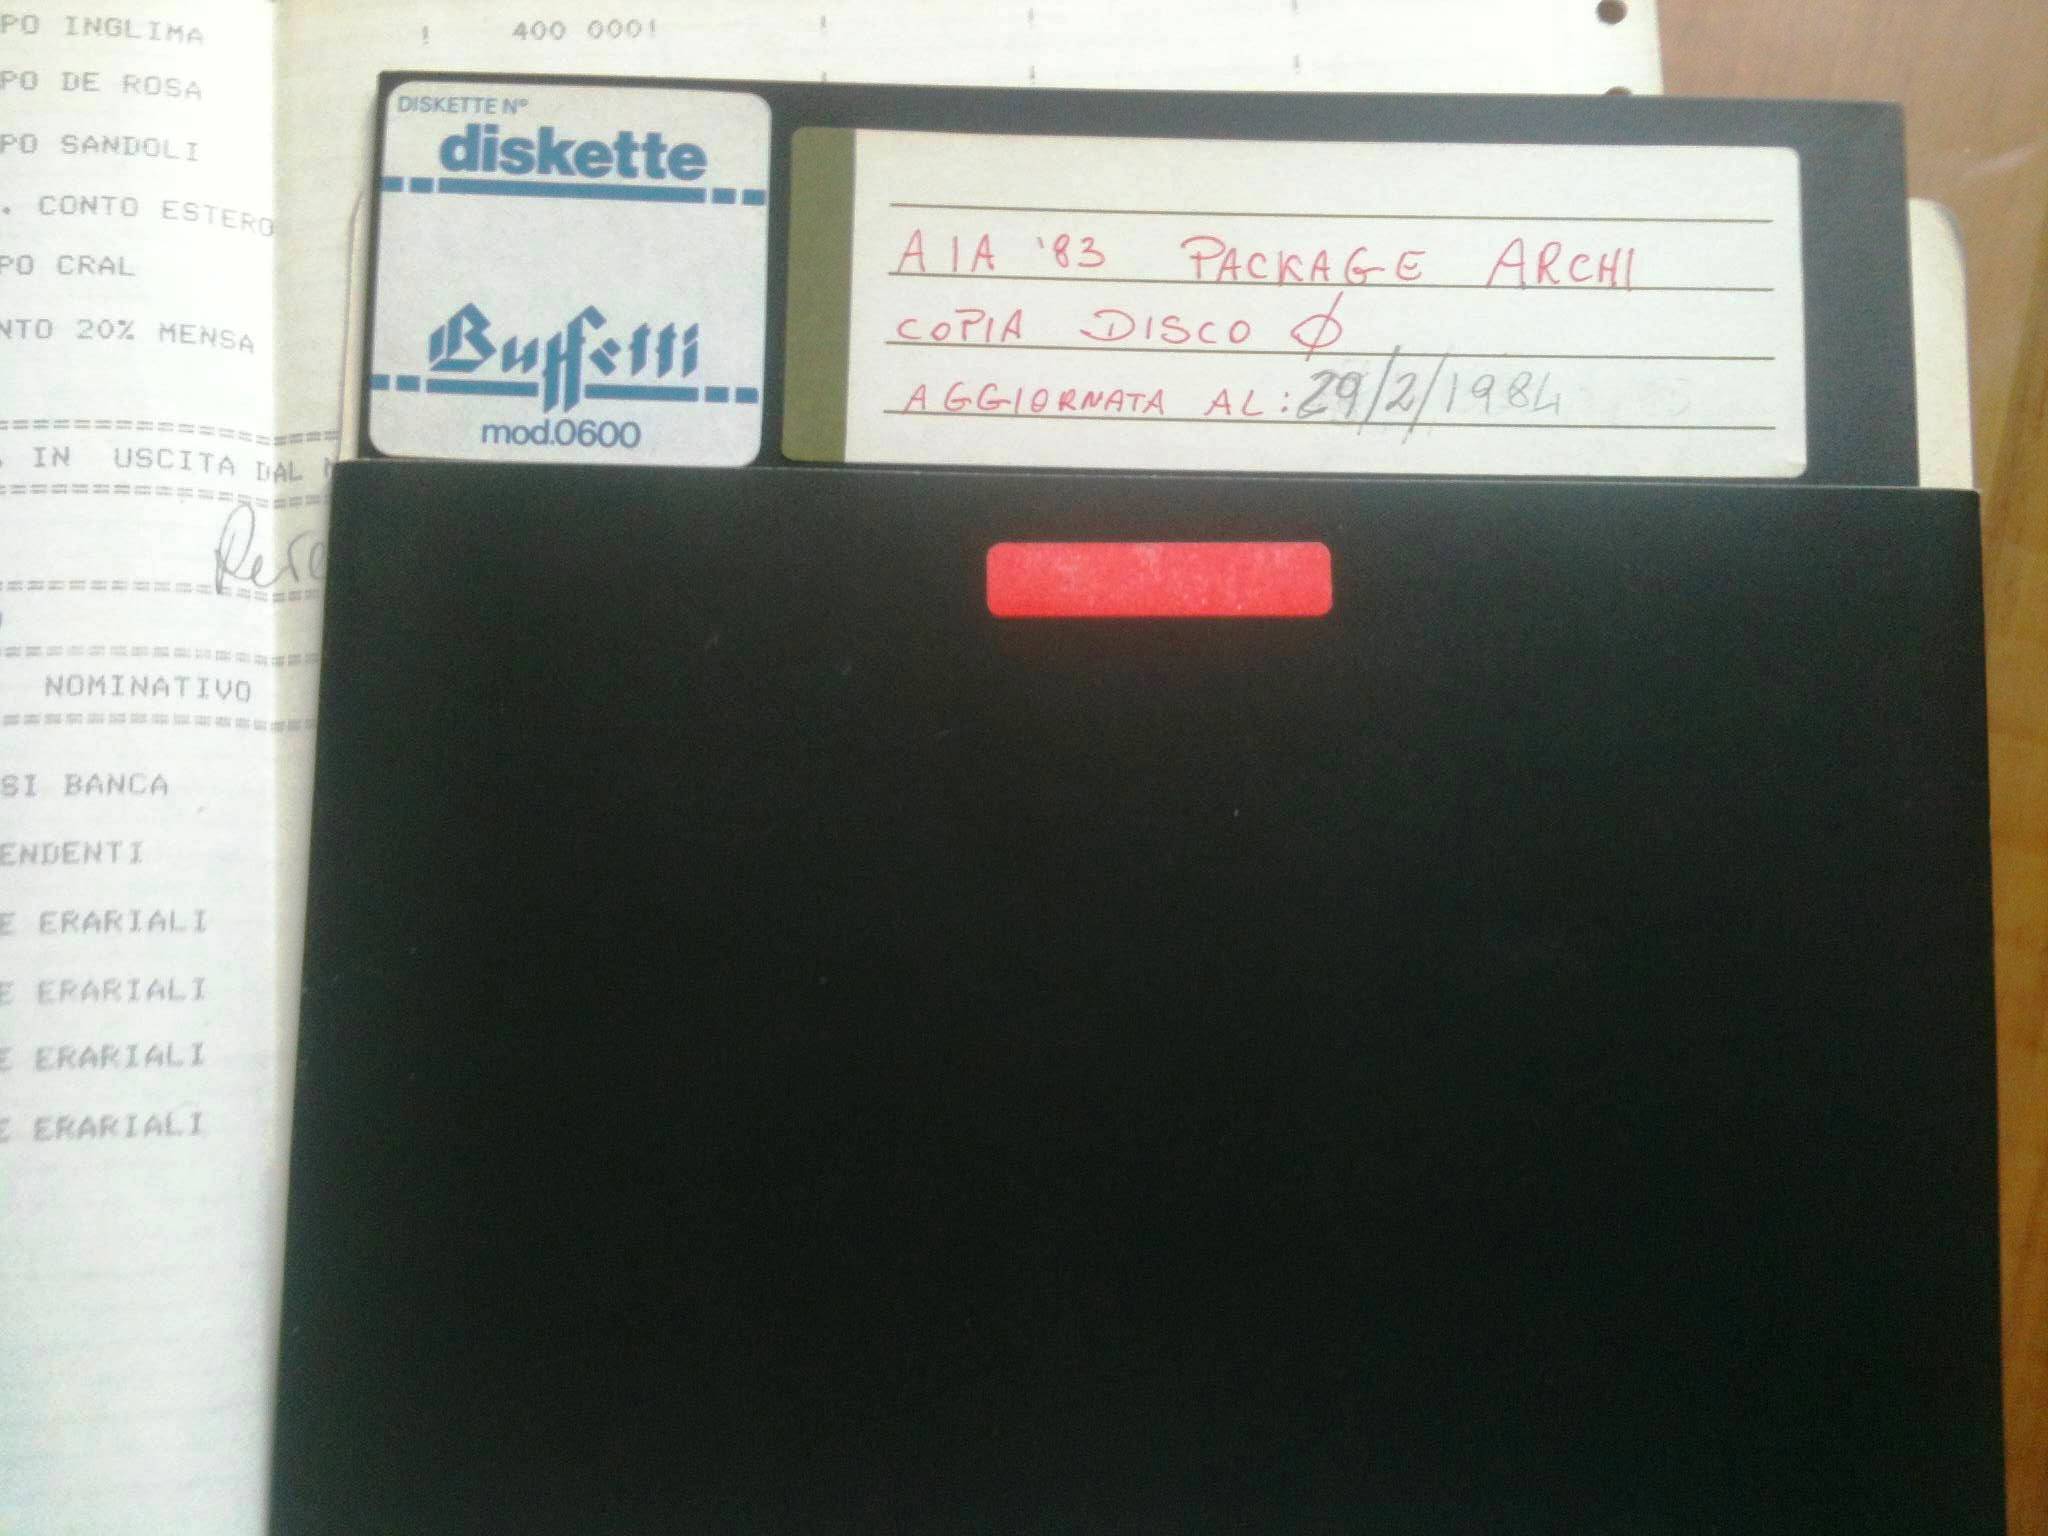 PO INGLIMA
! 400 0001 ! ! !
PO DE ROSA
PO SANDOLI
. CONTO ESTERO
PO CRAL
NTO 20% MENSA
IN USCITA DAL
NOMINATIVO
SI BANCA
ENDENTI
E ERARIALI
E ERARIALI
E ERARIALI
E ERARIALI
DISKETTE N°
diskette
Buffetti
mod.0600
AIA '83 PACKAGE ARCHI
COPIA DISCO Ø
AGGIORNATA AL: 29/2/1984